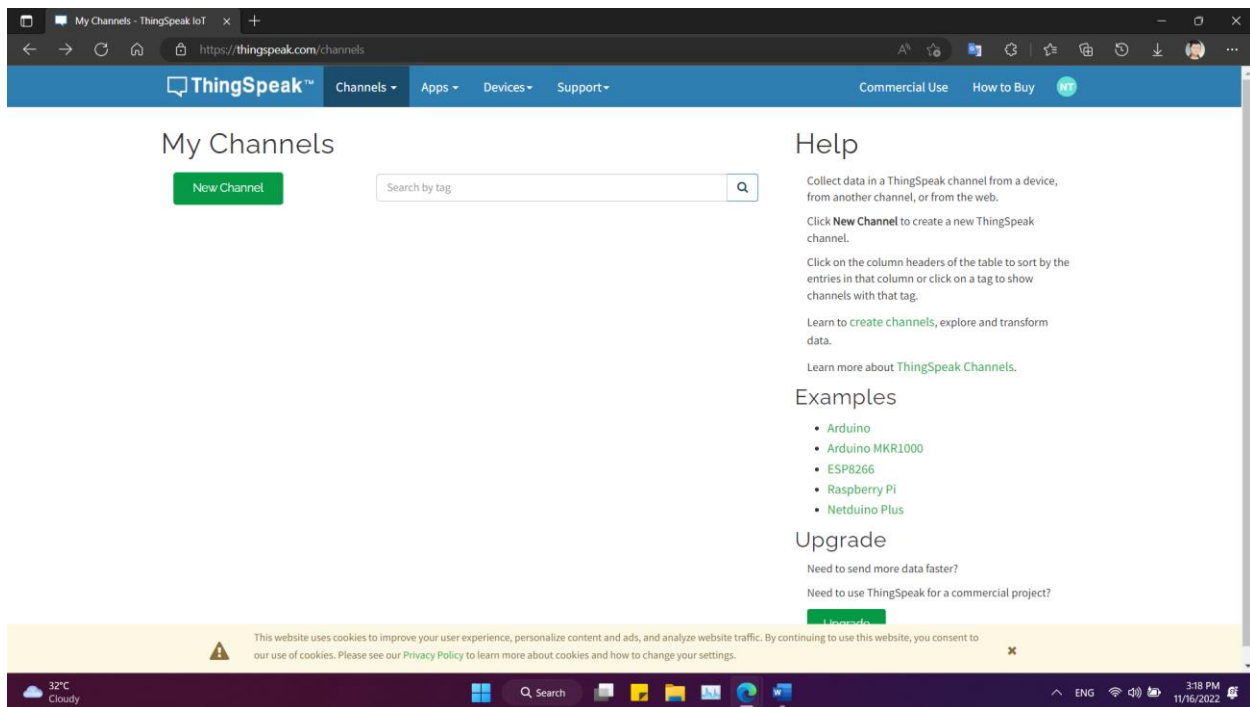 My Channels - ThingSpeak IoT
https://thingspeak.com/channels
ThingSpeak™ Channels Apps Devices Support Commercial Use How to Buy NT
My Channels
New Channel
Search by tag
Help
Collect data in a ThingSpeak channel from a device,
from another channel, or from the web.
Click New Channel to create a new ThingSpeak
channel.
Click on the column headers of the table to sort by the
entries in that column or click on a tag to show
channels with that tag.
Learn to create channels, explore and transform
data.
Learn more about ThingSpeak Channels.
Examples
• Arduino
• Arduino MKR1000
• ESP8266
• Raspberry Pi
• Netduino Plus
Upgrade
Need to send more data faster?
Need to use ThingSpeak for a commercial project?
Upgrade
This website uses cookies to improve your user experience, personalize content and ads, and analyze website traffic. By continuing to use this website, you consent to
our use of cookies. Please see our Privacy Policy to learn more about cookies and how to change your settings.
32°C
Cloudy
Search
ENG
3:18 PM
11/16/2022